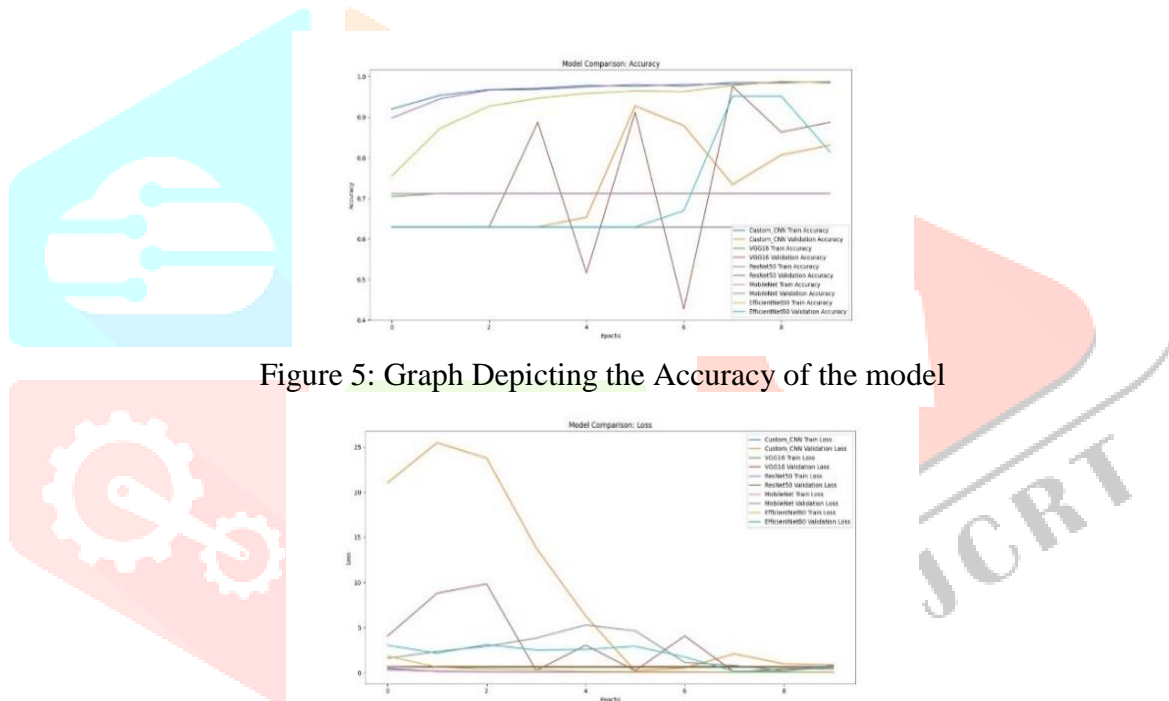 Model Comparison: Accuracy
1.0
0.9
0.8
0.7
0.6
0.5
0.4
Accuracy
0
2
4
6
8
Epochs
Custom_CNN Train Accuracy
Custom_CNN Validation Accuracy
VGG16 Train Accuracy
VGG16 Validation Accuracy
ResNet50 Train Accuracy
ResNet50 Validation Accuracy
MobileNet Train Accuracy
MobileNet Validation Accuracy
EfficientNetB0 Train Accuracy
EfficientNetB0 Validation Accuracy
Figure 5: Graph Depicting the Accuracy of the model
Model Comparison: Loss
25
20
15
10
5
0
Loss
0
2
4
6
8
Epochs
Custom_CNN Train Loss
Custom_CNN Validation Loss
VGG16 Train Loss
VGG16 Validation Loss
ResNet50 Train Loss
ResNet50 Validation Loss
MobileNet Train Loss
MobileNet Validation Loss
EfficientNetB0 Train Loss
EfficientNetB0 Validation Loss
JCRT